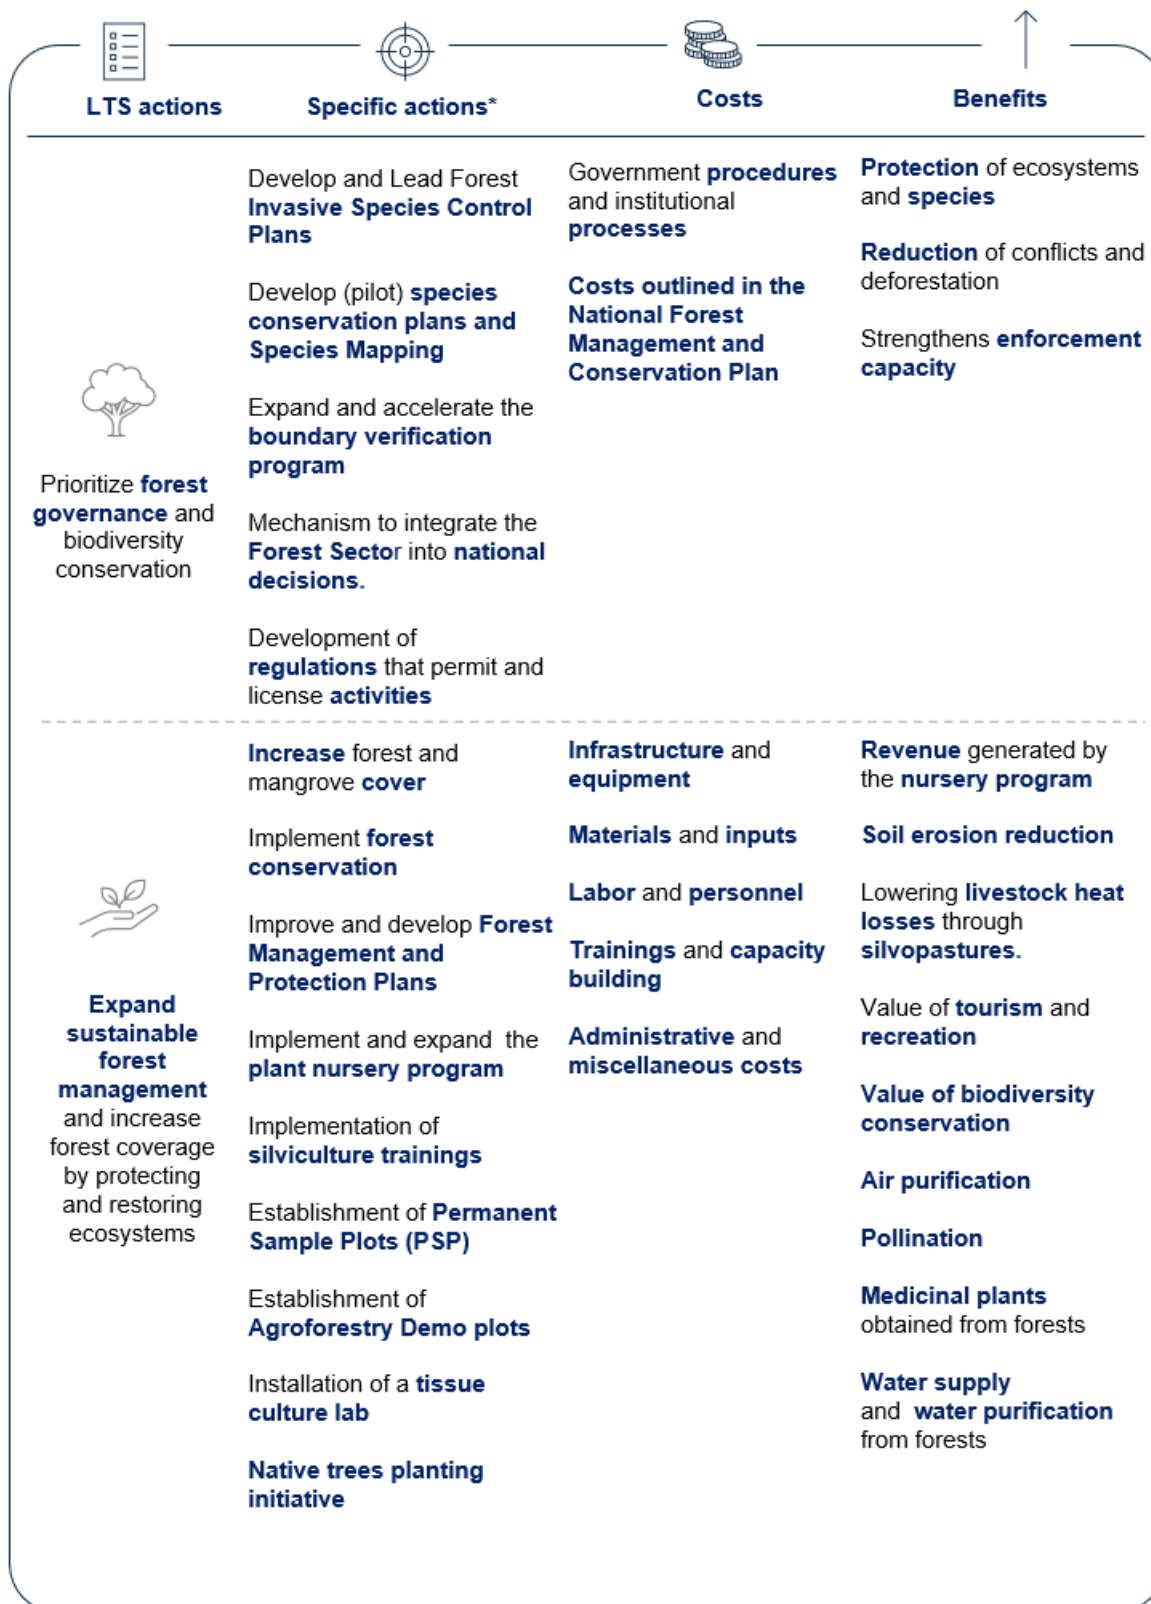 LTS actions
Specific actions*
Costs
Benefits
Prioritize forest
governance and
biodiversity
conservation
Develop and Lead Forest
Invasive Species Control
Plans
Develop (pilot) species
conservation plans and
Species Mapping
Expand and accelerate the
boundary verification
program
Mechanism to integrate the
Forest Sector into national
decisions.
Development of
regulations that permit and
license activities
Government procedures
and institutional
processes
Costs outlined in the
National Forest
Management and
Conservation Plan
Protection of ecosystems
and species
Reduction of conflicts and
deforestation
Strengthens enforcement
capacity
Expand
sustainable
forest
management
and increase
forest coverage
by protecting
and restoring
ecosystems
Increase forest and
mangrove cover
Implement forest
conservation
Improve and develop Forest
Management and
Protection Plans
Implement and expand  the
plant nursery program
Implementation of
silviculture trainings
Establishment of Permanent
Sample Plots (PSP)
Establishment of
Agroforestry Demo plots
Installation of a tissue
culture lab
Native trees planting
initiative
Infrastructure and
equipment
Materials and inputs
Labor and personnel
Trainings and capacity
building
Administrative and
miscellaneous costs
Revenue generated by
the nursery program
Soil erosion reduction
Lowering livestock heat
losses through
silvopastures.
Value of tourism and
recreation
Value of biodiversity
conservation
Air purification
Pollination
Medicinal plants
obtained from forests
Water supply
and  water purification
from forests